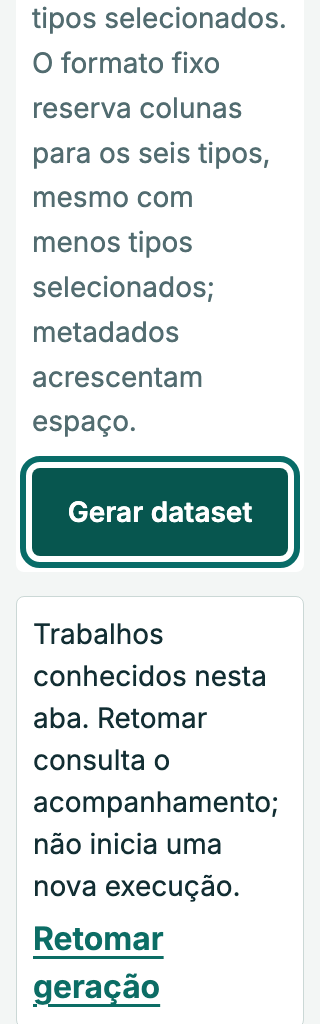 tipos selecionados.
O formato fixo
reserva colunas
para os seis tipos,
mesmo com
menos tipos
selecionados;
metadados
acrescentam
espaço.
Gerar dataset
Trabalhos
conhecidos nesta
aba. Retomar
consulta o
acompanhamento;
não inicia uma
nova execução.
Retomar
geração